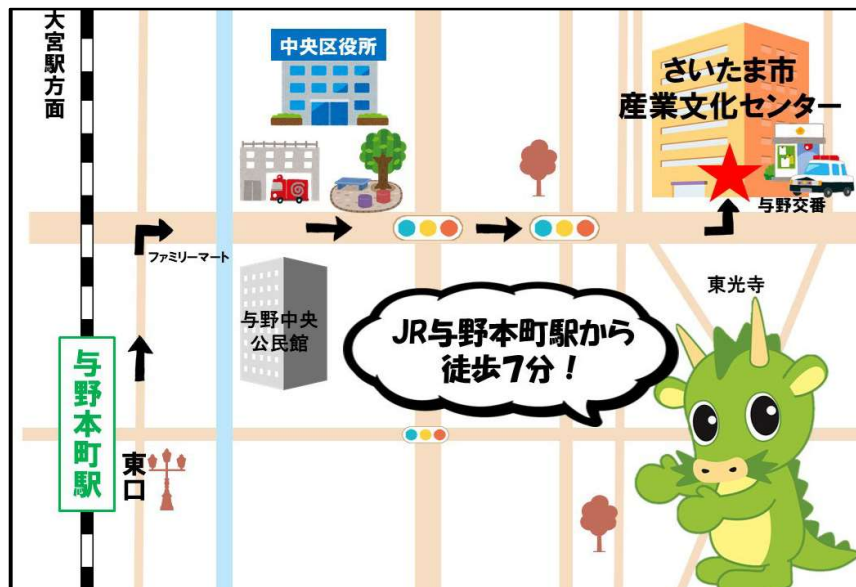 大宮駅方面
中央区役所
さいたま市
産業文化センター
与野交番
ファミリーマート
与野中央
公民館
東光寺
JR与野本町駅から
徒歩7分！
与野本町駅
東口